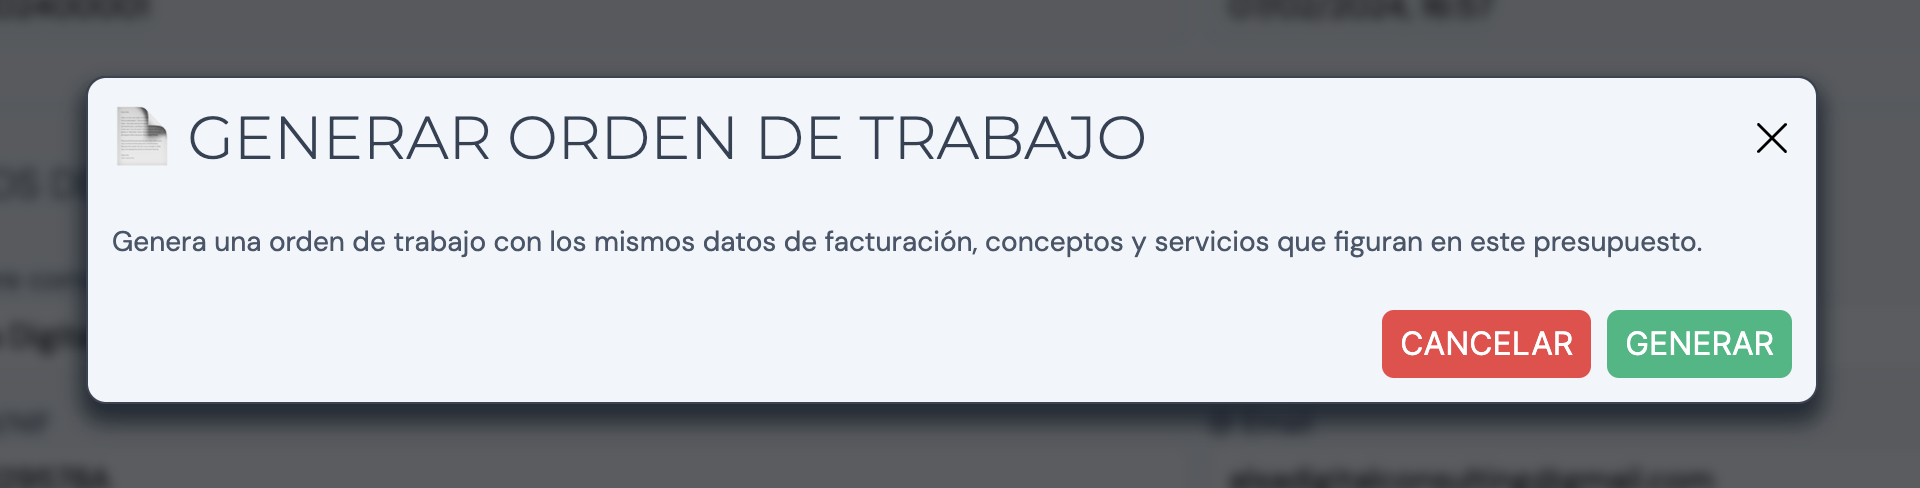 GENERAR ORDEN DE TRABAJO
Genera una orden de trabajo con los mismos datos de facturación, conceptos y servicios que figuran en este presupuesto.
CANCELAR GENERAR